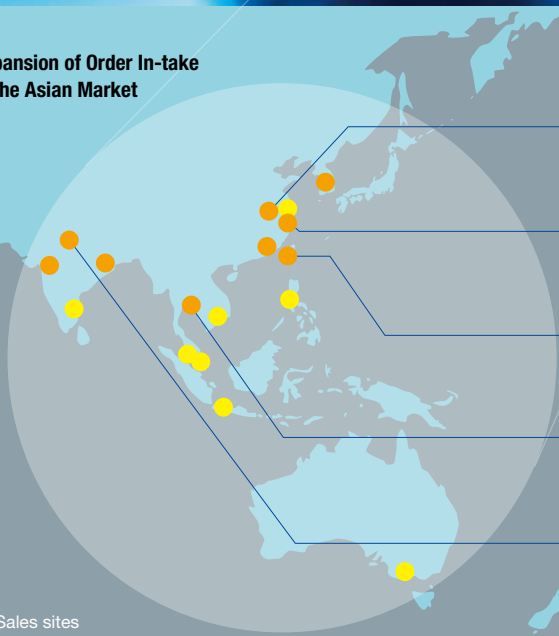 pansion of Order In-take
he Asian Market
Sales sites